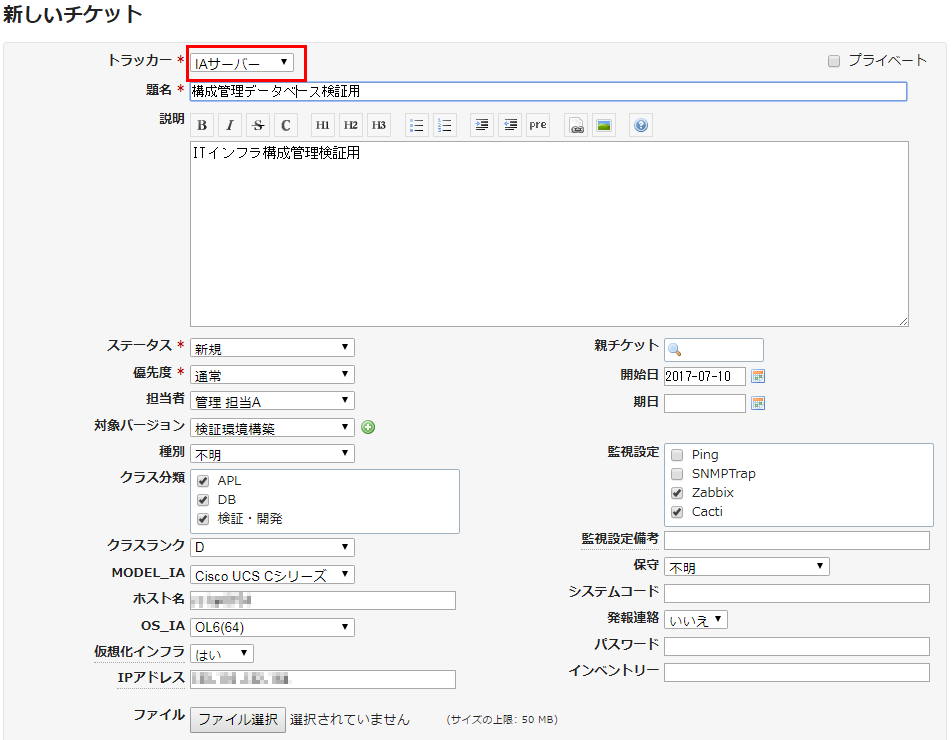 新しいチケット
トラッカー * IAサーバー プライベート
題名 * 構成管理データベース検証用
説明 B I S C H1 H2 H3 pre
ITインフラ構成管理検証用
ステータス * 新規 親チケット
優先度 * 通常 開始日 2017-07-10
担当者 管理 担当A 期日
対象バージョン 検証環境構築
種別 不明 監視設定 Ping
SNMPTrap
Zabbix
Cacti
クラス分類 APL
DB
検証・開発
監視設定備考
クラスランク D
保守 不明
MODEL_IA Cisco UCS Cシリーズ
システムコード
ホスト名
発報連絡 いいえ
OS_IA OL6(64)
パスワード
仮想化インフラ はい
インベントリー
IPアドレス
ファイル ファイル選択 選択されていません (サイズの上限: 50 MB)